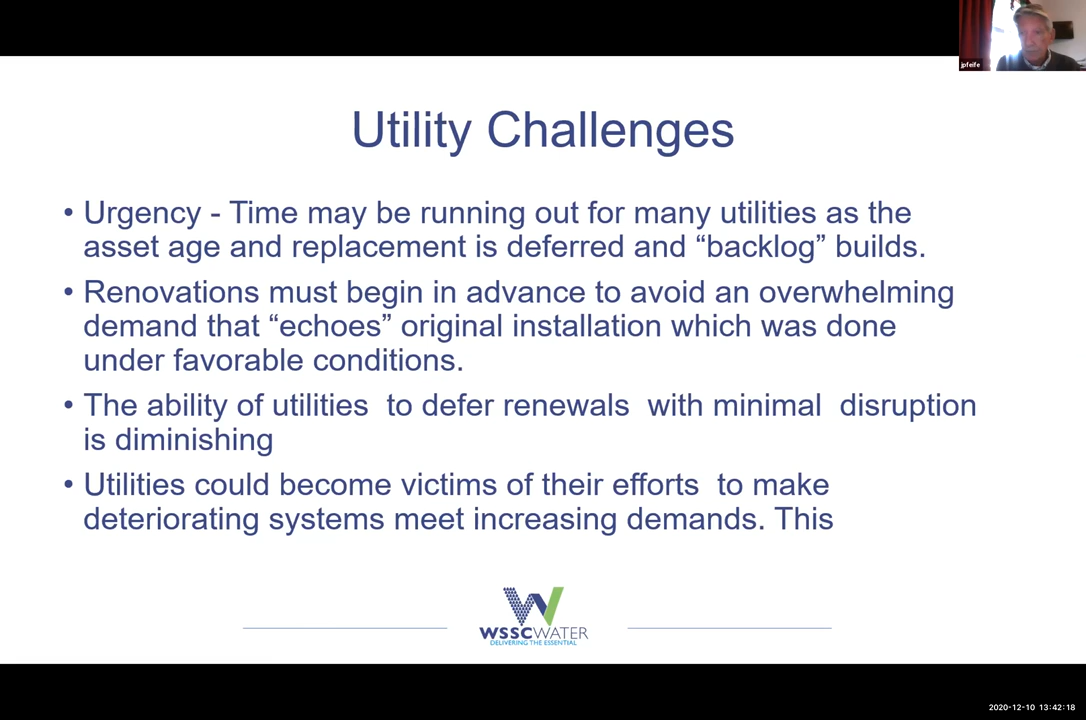 jpfeife
Utility Challenges
• Urgency - Time may be running out for many utilities as the
asset age and replacement is deferred and “backlog” builds.
• Renovations must begin in advance to avoid an overwhelming
demand that “echoes” original installation which was done
under favorable conditions.
• The ability of utilities  to defer renewals  with minimal  disruption
is diminishing
• Utilities could become victims of their efforts  to make
deteriorating systems meet increasing demands. This
WSSCWATER
DELIVERING THE ESSENTIAL
2020-12-10 13:42:18